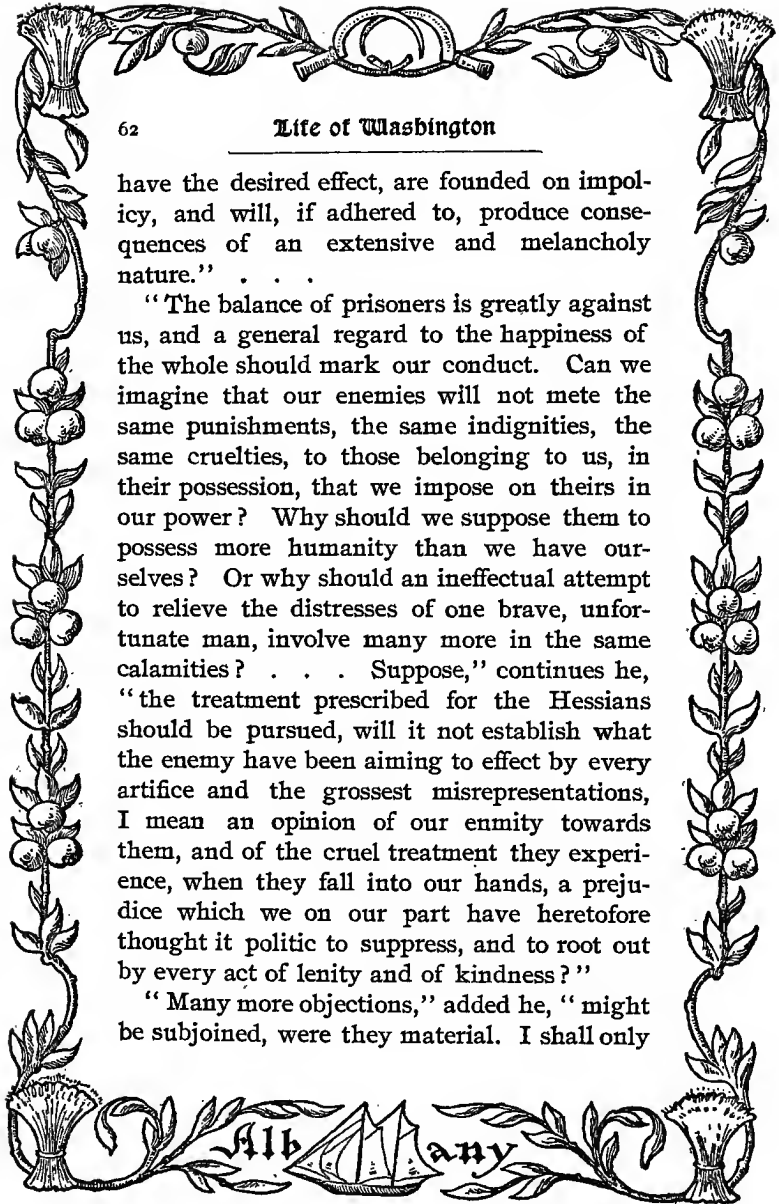 62 Life of Washington
have the desired effect, are founded on impol-
icy, and will, if adhered to, produce conse-
quences of an extensive and melancholy
nature." . . .
"The balance of prisoners is greatly against
us, and a general regard to the happiness of
the whole should mark our conduct. Can we
imagine that our enemies will not mete the
same punishments, the same indignities, the
same cruelties, to those belonging to us, in
their possession, that we impose on theirs in
our power? Why should we suppose them to
possess more humanity than we have our-
selves? Or why should an ineffectual attempt
to relieve the distresses of one brave, unfor-
tunate man, involve many more in the same
calamities? . . . Suppose," continues he,
"the treatment prescribed for the Hessians
should be pursued, will it not establish what
the enemy have been aiming to effect by every
artifice and the grossest misrepresentations,
I mean an opinion of our enmity towards
them, and of the cruel treatment they experi-
ence, when they fall into our hands, a preju-
dice which we on our part have heretofore
thought it politic to suppress, and to root out
by every act of lenity and of kindness?"
"Many more objections," added he, "might
be subjoined, were they material. I shall only
Alb any